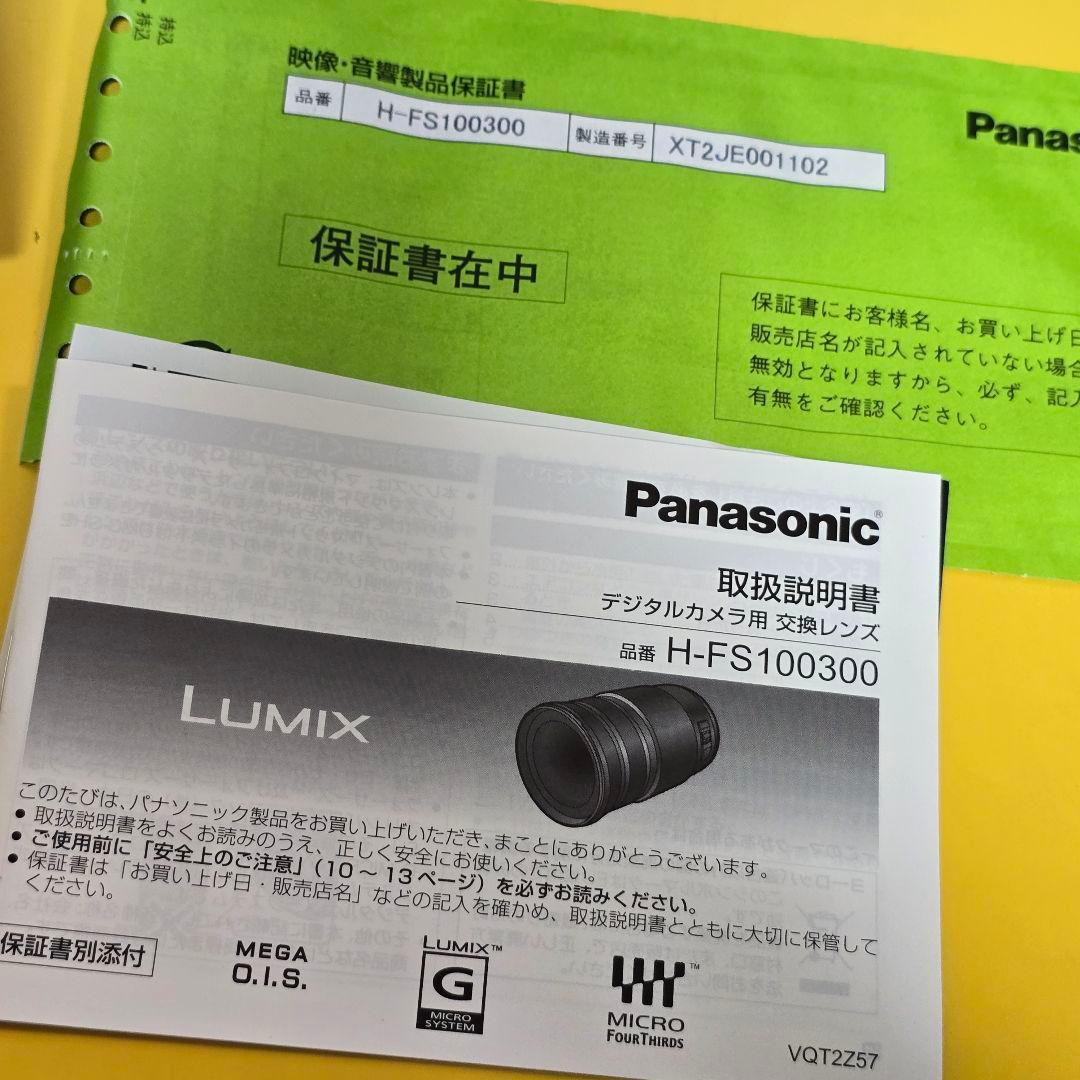 持込
持込
映像・音響製品保証書
品番 H-FS100300 製造番号 XT2JE001102
Panas
保証書在中
保証書にお客様名、お買い上げ日
販売店名が記入されていない場合
無効となりますから、必ず、記入
有無をご確認ください。
Panasonic®
取扱説明書
デジタルカメラ用 交換レンズ
品番 H-FS100300
LUMIX
このたびは、パナソニック製品をお買い上げいただき、まことにありがとうございます。
● 取扱説明書をよくお読みのうえ、正しく安全にお使いください。
● ご使用前に「安全上のご注意」(10 ～ 13ページ)を必ずお読みください。
● 保証書は「お買い上げ日・販売店名」などの記入を確かめ、取扱説明書とともに大切に保管して
ください。
保証書別添付
MEGA
O.I.S.
LUMIX™
G
MICRO
SYSTEM
™
MICRO
FOURTHIRDS
VQT2Z57